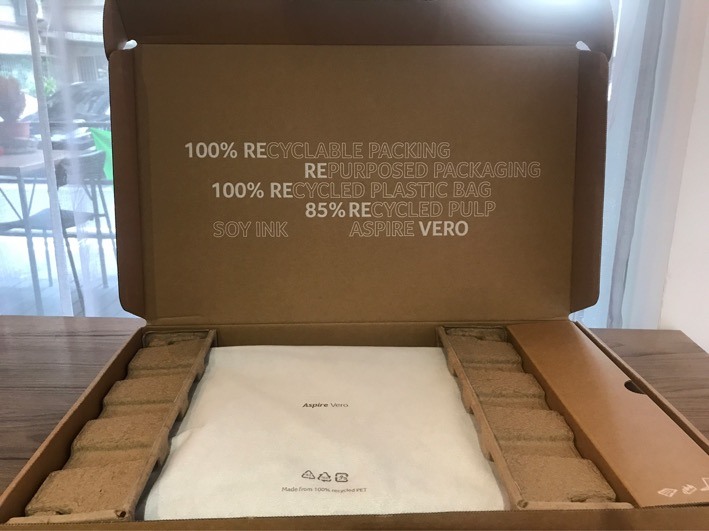 100% RECYCLABLE PACKING
REPURPOSED PACKAGING
100% RECYCLED PLASTIC BAG
85% RECYCLED PULP
SOY INK ASPIRE VERO
Aspire Vero
Made from 100% recycled PET